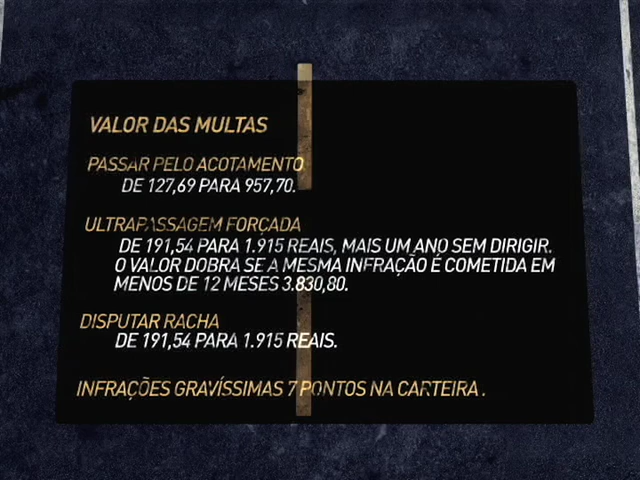 VALOR DAS MULTAS
PASSAR PELO ACOTAMENTO
DE 127,69 PARA 957,70.
ULTRAPASSAGEM FORÇADA
DE 191,54 PARA 1.915 REAIS, MAIS UM ANO SEM DIRIGIR.
O VALOR DOBRA SE A MESMA INFRAÇÃO É COMETIDA EM
MENOS DE 12 MESES 3.830,80.
DISPUTAR RACHA
DE 191,54 PARA 1.915 REAIS.
INFRAÇÕES GRAVÍSSIMAS 7 PONTOS NA CARTEIRA .